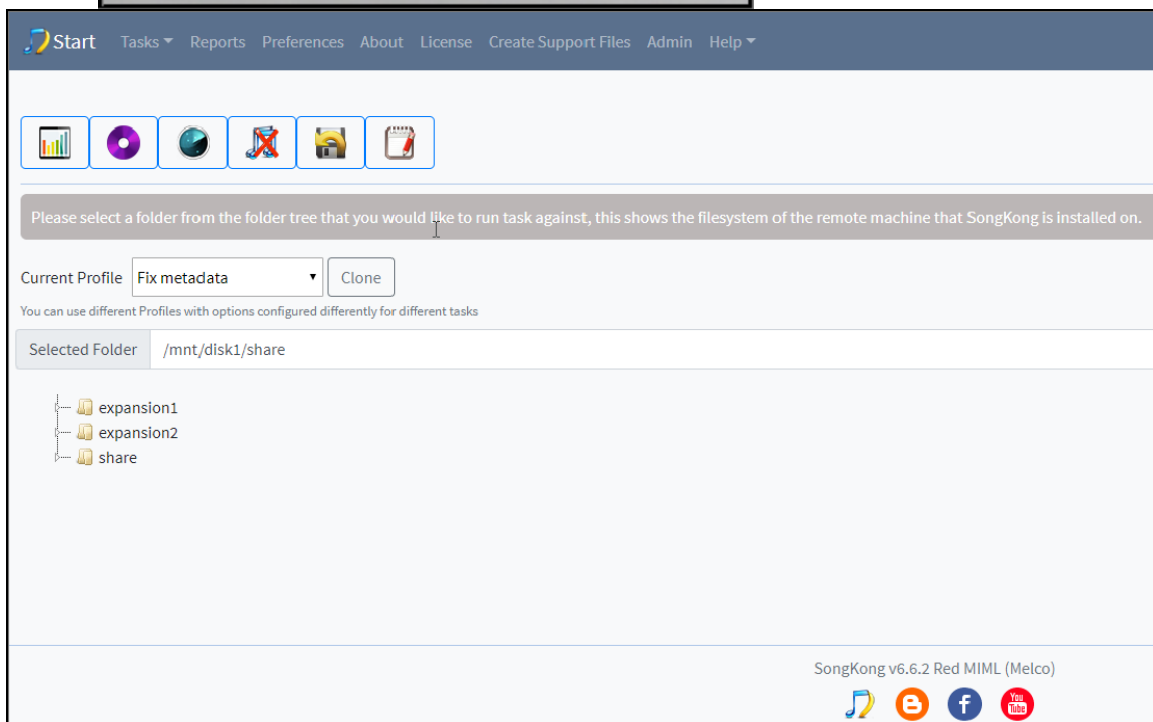 Start Tasks Reports Preferences About License Create Support Files Admin Help
Please select a folder from the folder tree that you would like to run task against, this shows the filesystem of the remote machine that SongKong is installed on.
Current Profile Fix metadata Clone
You can use different Profiles with options configured differently for different tasks
Selected Folder /mnt/disk1/share
expansion1
expansion2
share
SongKong v6.6.2 Red MIML (Melco)
You Tube